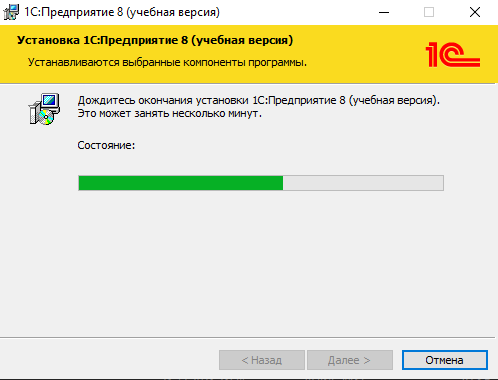 1С:Предприятие 8 (учебная версия)
Установка 1С:Предприятие 8 (учебная версия)
Устанавливаются выбранные компоненты программы.
1С
Дождитесь окончания установки 1С:Предприятие 8 (учебная версия).
Это может занять несколько минут.
Состояние:
< Назад
Далее >
Отмена